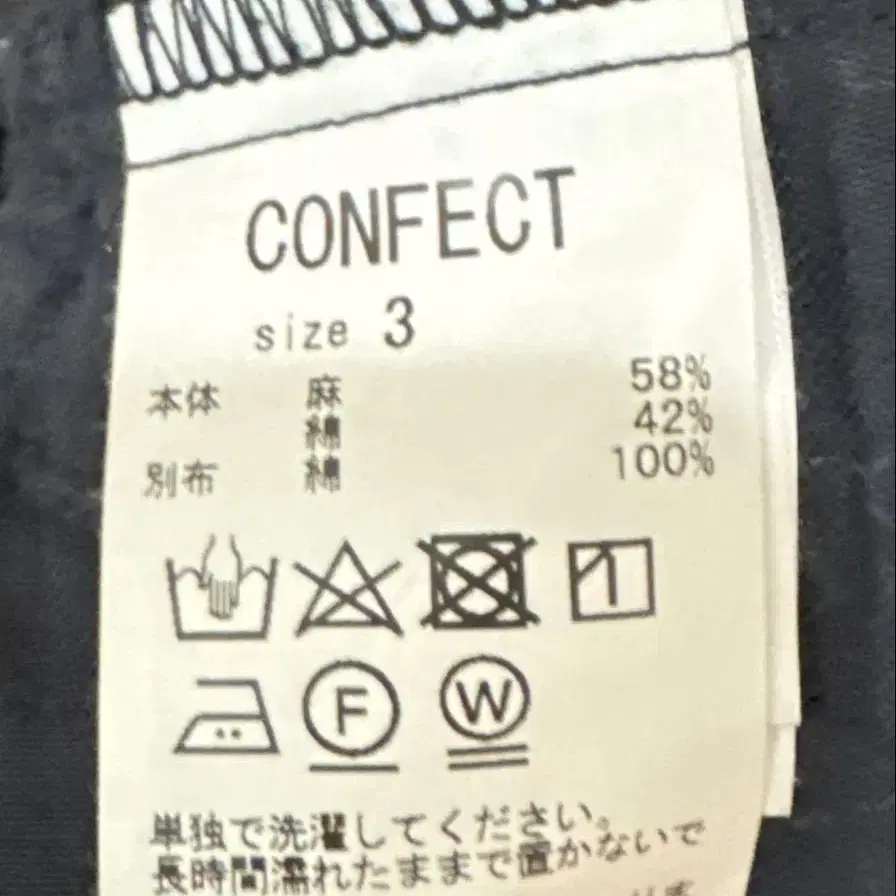 CONFECT
size 3
本体 麻 58%
綿 42%
別布 綿 100%
F W
単独で洗濯してください。
長時間濡れたままで置かないで